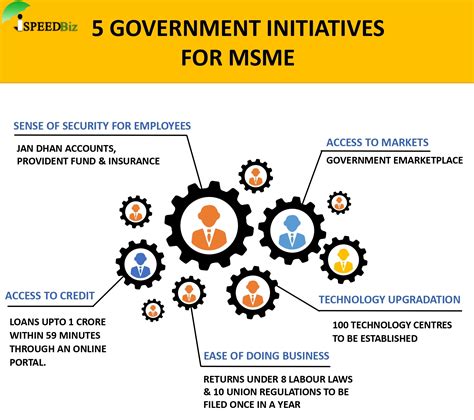 iSPEEDBiz
5 GOVERNMENT INITIATIVES
FOR MSME
SENSE OF SECURITY FOR EMPLOYEES
JAN DHAN ACCOUNTS,
PROVIDENT FUND & INSURANCE
ACCESS TO MARKETS
GOVERNMENT EMARKETPLACE
ACCESS TO CREDIT
LOANS UPTO 1 CRORE
WITHIN 59 MINUTES
THROUGH AN ONLINE
PORTAL.
TECHNOLOGY UPGRADATION
100 TECHNOLOGY CENTRES
TO BE ESTABLISHED
EASE OF DOING BUSINESS
RETURNS UNDER 8 LABOUR LAWS
& 10 UNION REGULATIONS TO BE
FILED ONCE IN A YEAR